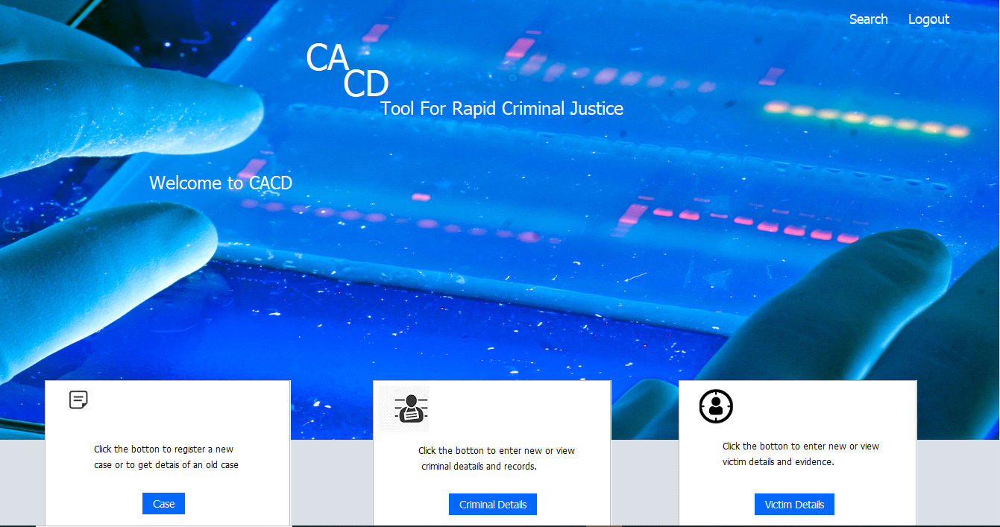 Search Logout
CA
CD
Tool For Rapid Criminal Justice
Welcome to CACD
Click the botton to register a new
case or to get detais of an old case
Case
Click the botton to enter new or view
criminal deatails and records.
Criminal Details
Click the botton to enter new or view
victim details and evidence.
Victim Details